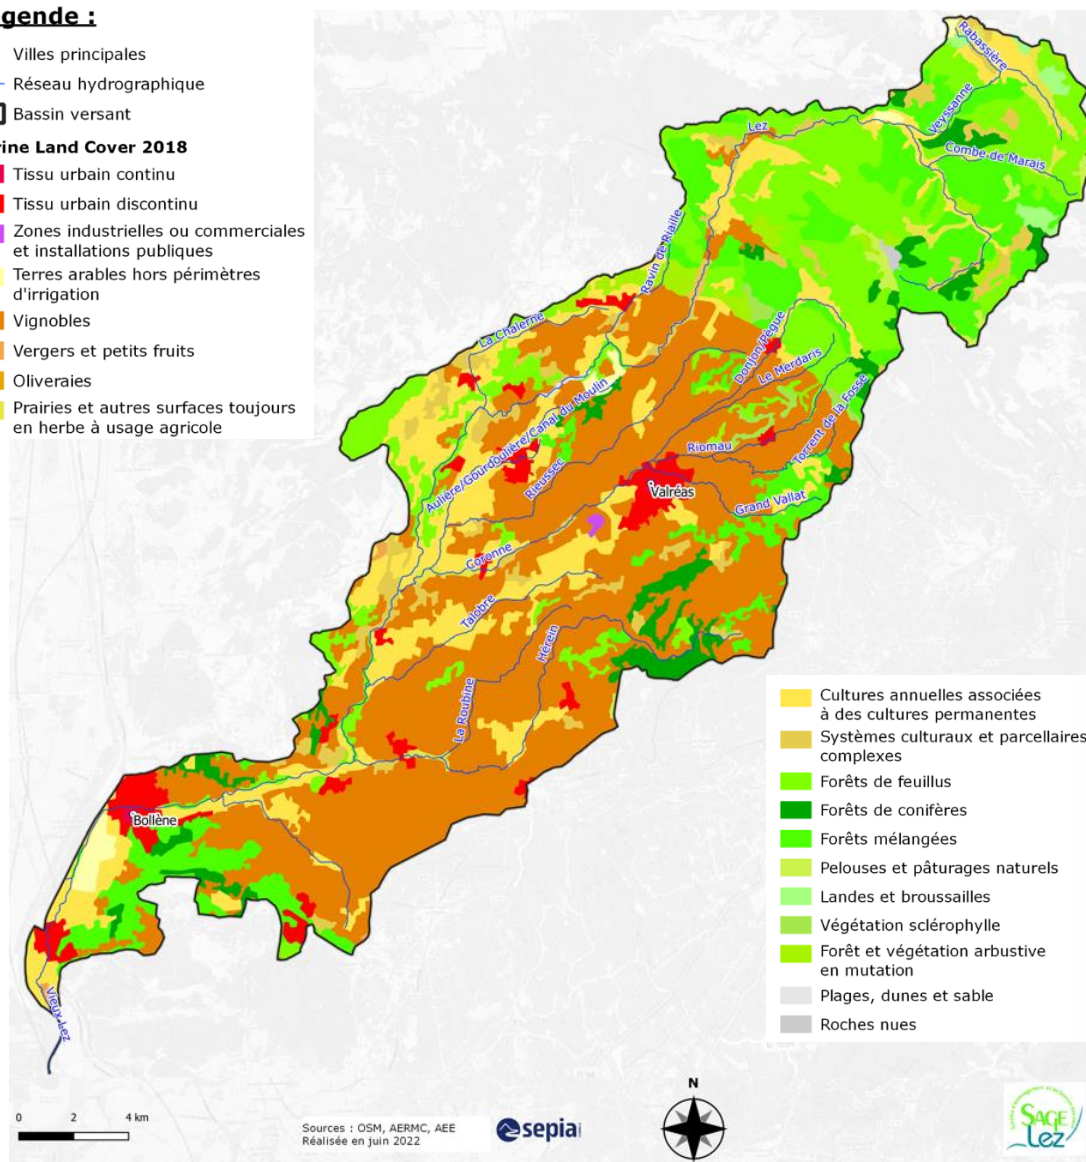 gende :
Villes principales
Réseau hydrographique
Bassin versant
rine Land Cover 2018
Tissu urbain continu
Tissu urbain discontinu
Zones industrielles ou commerciales
et installations publiques
Terres arables hors périmètres
d'irrigation
Vignobles
Vergers et petits fruits
Oliveraies
Prairies et autres surfaces toujours
en herbe à usage agricole
Rabassière
Veyssanne
Lez
Combe de Marais
Ravin de Riaille
La Chalerne
Donjon/Pègue
Le Merdaris
Aulière/Gourdoulière/Canal du Moulin
Torrent de la Fosse
Riomau
Rieussec
Valréas
Grand Vallat
Coronne
Talobre
Hérein
La Roubine
Bollène
Vieux Lez
Cultures annuelles associées
à des cultures permanentes
Systèmes culturaux et parcellaires
complexes
Forêts de feuillus
Forêts de conifères
Forêts mélangées
Pelouses et pâturages naturels
Landes et broussailles
Végétation sclérophylle
Forêt et végétation arbustive
en mutation
Plages, dunes et sable
Roches nues
0 2 4 km
Sources : OSM, AERMC, AEE
Réalisée en juin 2022
sepia
N
SAGE
Lez